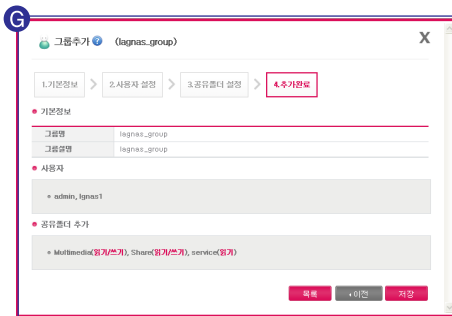 G
그룹추가 ? (lagnas_group) X
1.기본정보 > 2.사용자 설정 > 3.공유폴더 설정 > 4.추가완료
기본정보
그룹명 lagnas_group
그룹설명 lagnas_group
사용자
admin, lgnas1
공유폴더 추가
Multimedia(읽기/쓰기), Share(읽기/쓰기), service(읽기)
목록 이전 저장